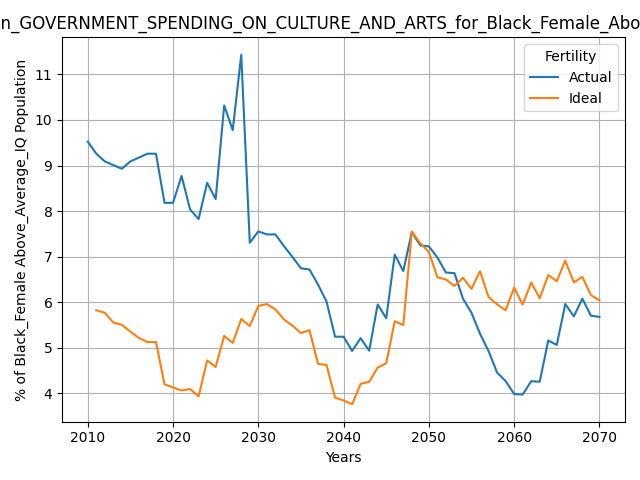 n_GOVERNMENT_SPENDING_ON_CULTURE_AND_ARTS_for_Black_Female_Abo
Fertility
Actual
Ideal
% of Black_Female Above_Average_IQ Population
11
10
9
8
7
6
5
4
2010 2020 2030 2040 2050 2060 2070
Years